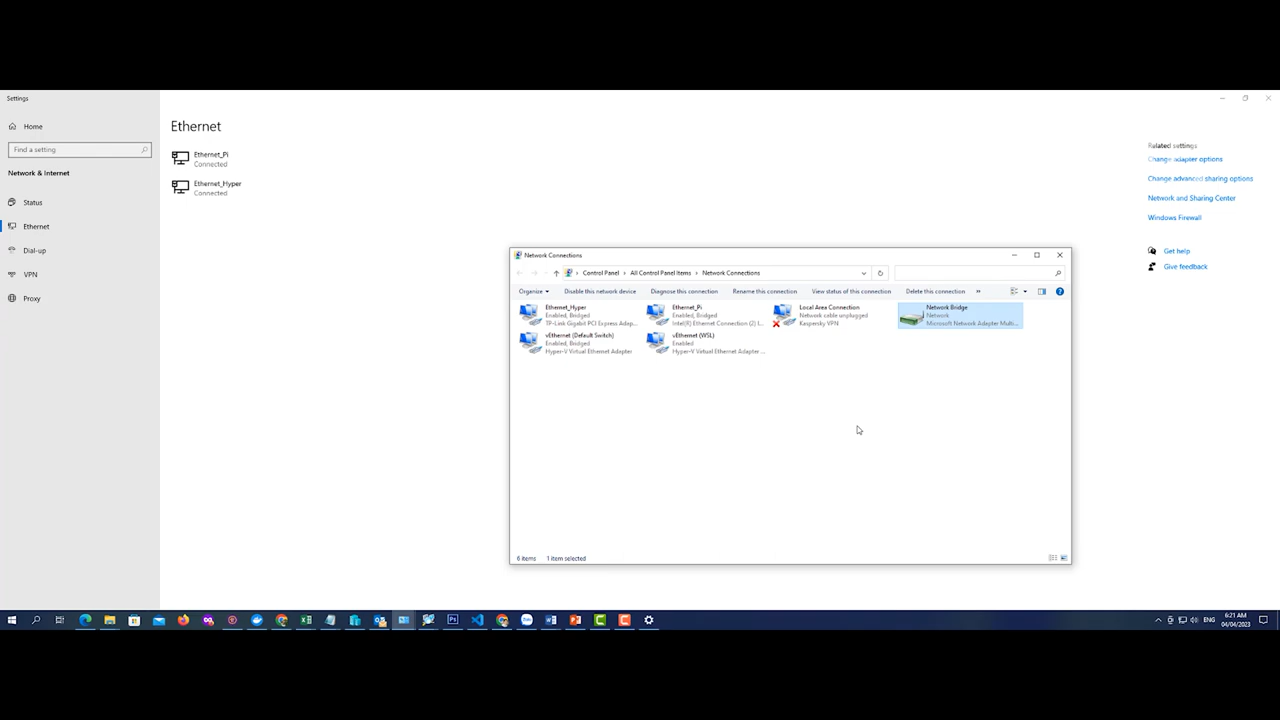 Settings
Home
Find a setting
Network & Internet
Status
Ethernet
Dial-up
VPN
Proxy
Ethernet
Ethernet_Pi
Connected
Ethernet_Hyper
Connected
Related settings
Change adapter options
Change advanced sharing options
Network and Sharing Center
Windows Firewall
Get help
Give feedback
Network Connections
Control Panel > All Control Panel Items > Network Connections
Organise Disable this network device Diagnose this connection Rename this connection View status of this connection Delete this connection »
Ethernet_Hyper
Enabled, Bridged
TP-Link Gigabit PCI Express Adap...
Ethernet_Pi
Enabled, Bridged
Intel(R) Ethernet Connection (2) I...
Local Area Connection
Network cable unplugged
Kaspersky VPN
Network Bridge
Network
Microsoft Network Adapter Multi...
vEthernet (Default Switch)
Enabled, Bridged
Hyper-V Virtual Ethernet Adapter
vEthernet (WSL)
Enabled
Hyper-V Virtual Ethernet Adapter ...
6 items 1 item selected
ENG
6:21 AM
04/04/2023